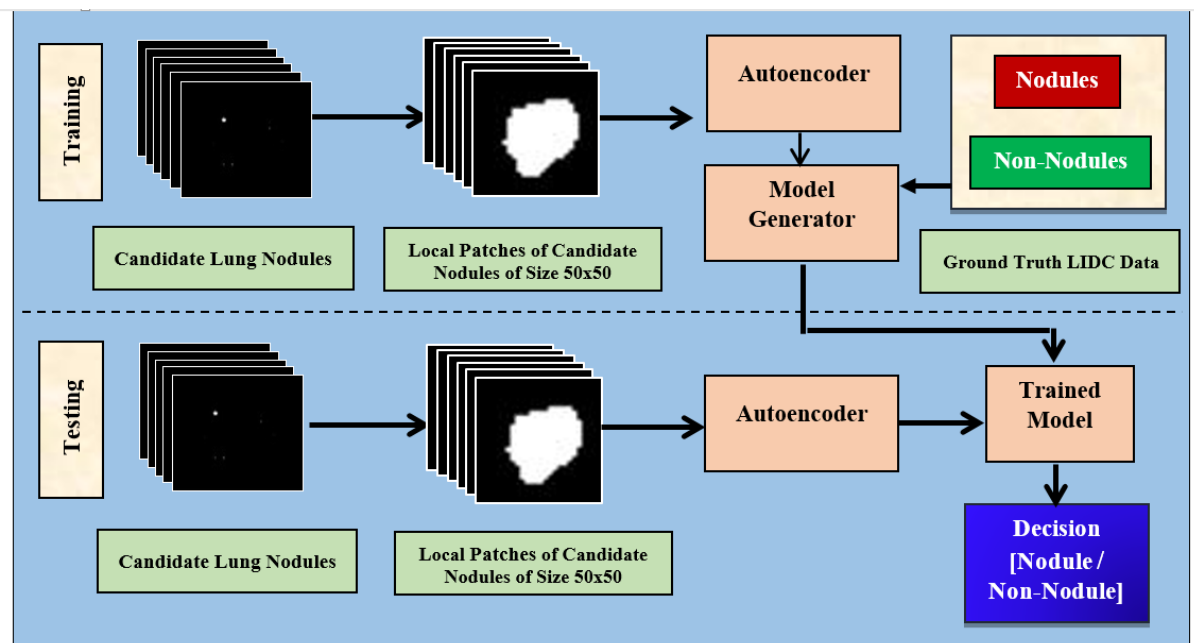 Training
Candidate Lung Nodules
Local Patches of Candidate
Nodules of Size 50x50
Autoencoder
Model
Generator
Nodules
Non-Nodules
Ground Truth LIDC Data
Testing
Candidate Lung Nodules
Local Patches of Candidate
Nodules of Size 50x50
Autoencoder
Trained
Model
Decision
[Nodule /
Non-Nodule]